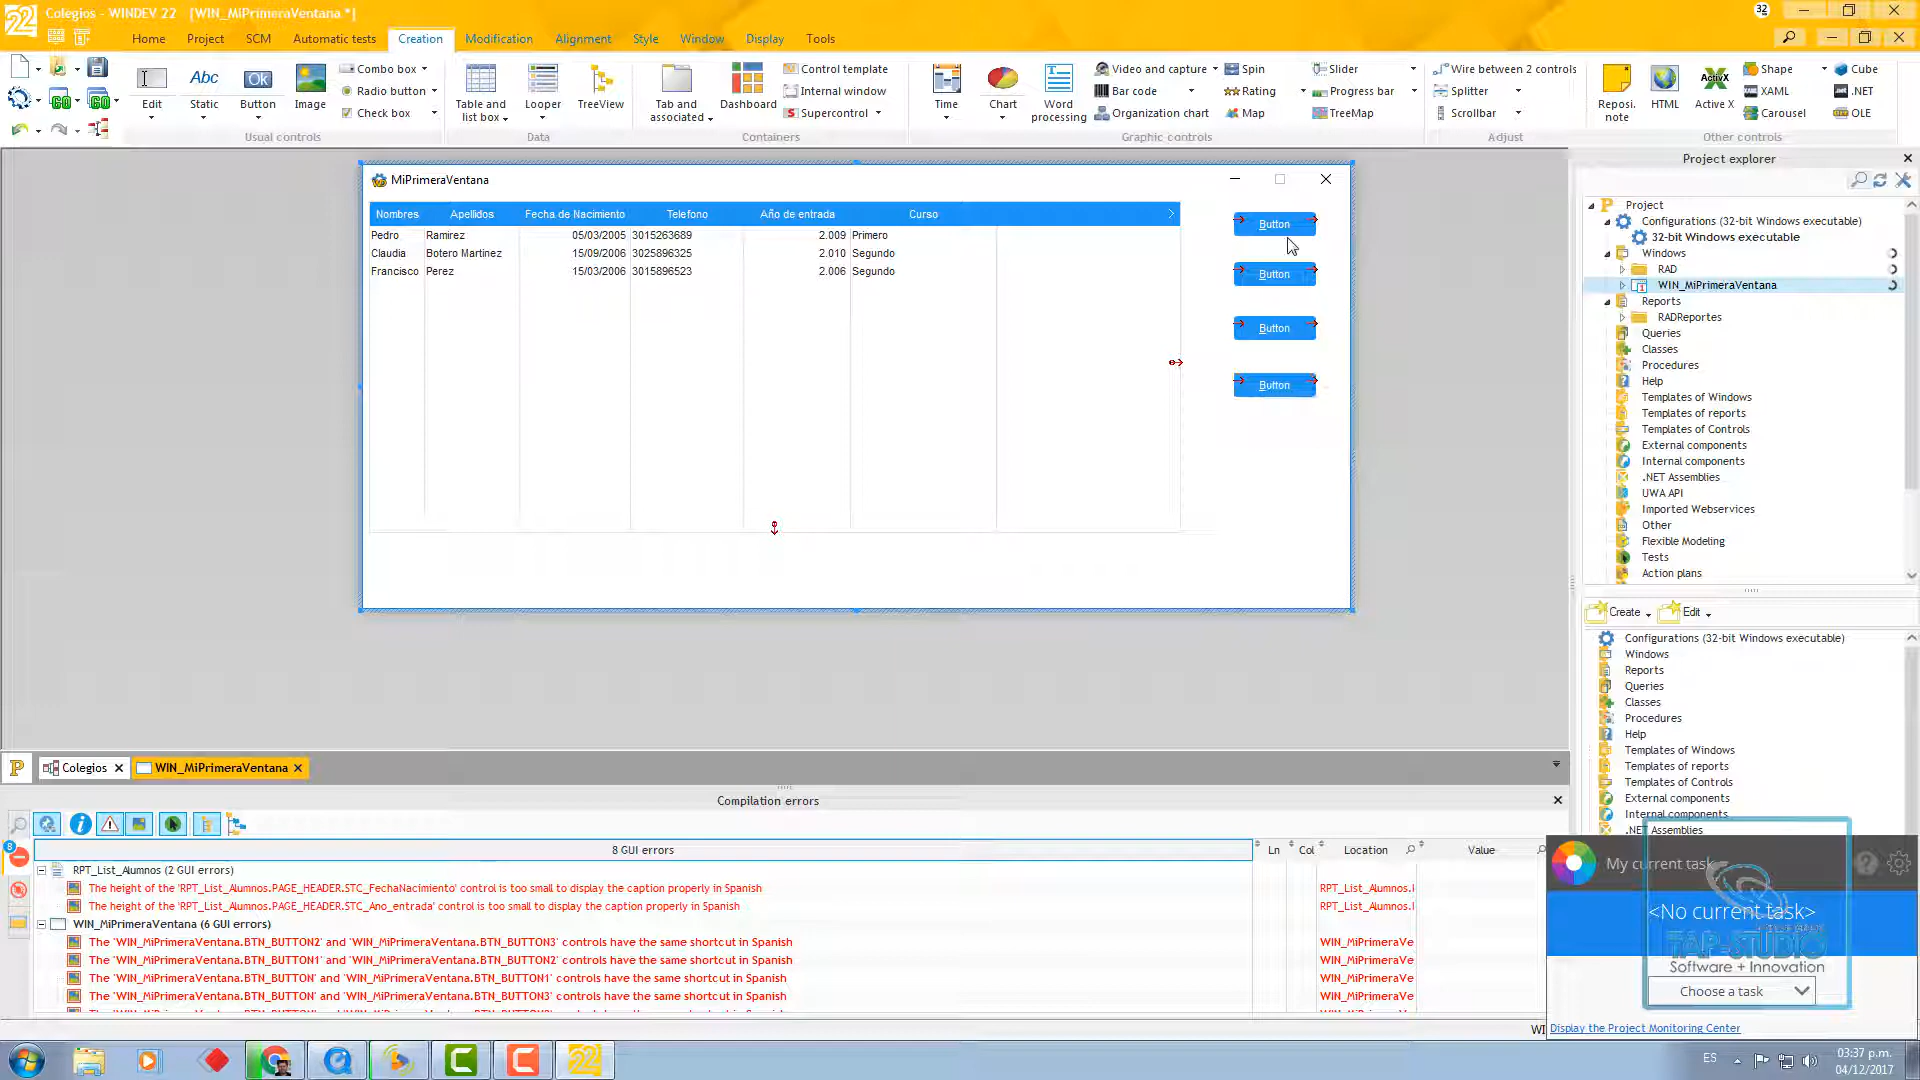 Colegios - WINDEV 22 [WIN_MiPrimeraVentana *]
32
Home Project SCM Automatic tests Creation Modification Alignment Style Window Display Tools
Edit
Abc
Static
Ok
Button
Image
Combo box
Radio button
Check box
Usual controls
Table and list box
Looper
TreeView
Data
Tab and associated
Dashboard
Control template
Internal window
Supercontrol
Containers
Time
Chart
Word processing
Video and capture
Bar code
Organization chart
Spin
Rating
Map
Slider
Progress bar
TreeMap
Graphic controls
Wire between 2 controls
Splitter
Scrollbar
Adjust
Reposi. note
HTML
ActivX
Active X
Shape
XAML
Carousel
Cube
.NET
OLE
Other controls
MiPrimeraVentana
Nombres Apellidos Fecha de Nacimiento Telefono Año de entrada Curso
Pedro Ramirez 05/03/2005 3015263689 2.009 Primero
Claudia Botero Martinez 15/09/2006 3025896325 2.010 Segundo
Francisco Perez 15/03/2006 3015896523 2.006 Segundo
Button
Button
Button
Button
Project explorer
Project
Configurations (32-bit Windows executable)
32-bit Windows executable
Windows
RAD
WIN_MiPrimeraVentana
Reports
RADReportes
Queries
Classes
Procedures
Help
Templates of Windows
Templates of reports
Templates of Controls
External components
Internal components
.NET Assemblies
UWA API
Imported Webservices
Other
Flexible Modeling
Tests
Action plans
Create Edit
Configurations (32-bit Windows executable)
Windows
Reports
Queries
Classes
Procedures
Help
Templates of Windows
Templates of reports
Templates of Controls
External components
Internal components
.NET Assemblies
Colegios
WIN_MiPrimeraVentana
Compilation errors
8
8 GUI errors Ln Col Location Value
RPT_List_Alumnos (2 GUI errors)
The height of the 'RPT_List_Alumnos.PAGE_HEADER.STC_FechaNacimiento' control is too small to display the caption properly in Spanish RPT_List_Alumnos.
The height of the 'RPT_List_Alumnos.PAGE_HEADER.STC_Ano_entrada' control is too small to display the caption properly in Spanish RPT_List_Alumnos.
WIN_MiPrimeraVentana (6 GUI errors)
The 'WIN_MiPrimeraVentana.BTN_BUTTON2' and 'WIN_MiPrimeraVentana.BTN_BUTTON3' controls have the same shortcut in Spanish WIN_MiPrimeraVe
The 'WIN_MiPrimeraVentana.BTN_BUTTON1' and 'WIN_MiPrimeraVentana.BTN_BUTTON2' controls have the same shortcut in Spanish WIN_MiPrimeraVe
The 'WIN_MiPrimeraVentana.BTN_BUTTON' and 'WIN_MiPrimeraVentana.BTN_BUTTON1' controls have the same shortcut in Spanish WIN_MiPrimeraVe
The 'WIN_MiPrimeraVentana.BTN_BUTTON' and 'WIN_MiPrimeraVentana.BTN_BUTTON3' controls have the same shortcut in Spanish WIN_MiPrimeraVe
My current task
<No current task>
TAP-STUDIO
Software + Innovation
Choose a task
Display the Project Monitoring Center
WI
ES
03:37 p.m.
04/12/2017